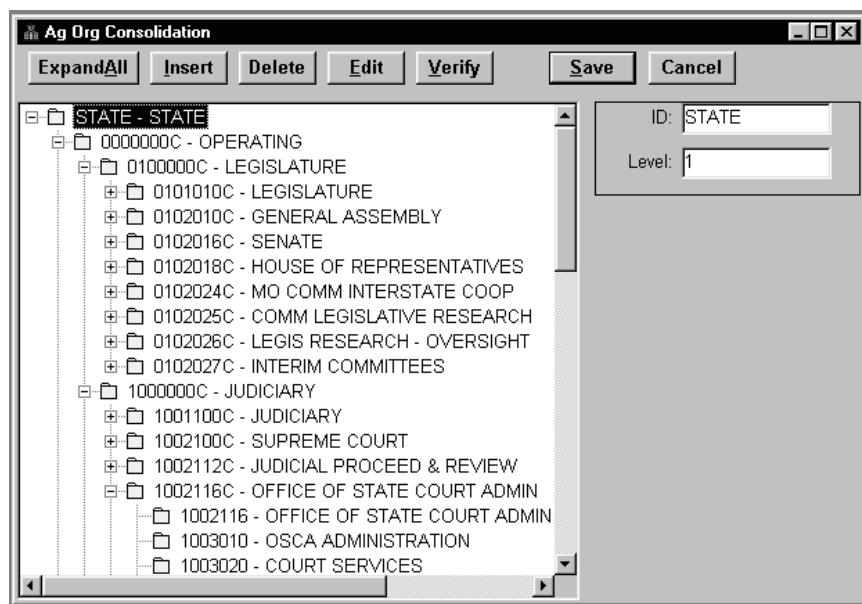 Ag Org Consolidation
ExpandAll Insert Delete Edit Verify Save Cancel
STATE - STATE
0000000C - OPERATING
0100000C - LEGISLATURE
0101010C - LEGISLATURE
0102010C - GENERAL ASSEMBLY
0102016C - SENATE
0102018C - HOUSE OF REPRESENTATIVES
0102024C - MO COMM INTERSTATE COOP
0102025C - COMM LEGISLATIVE RESEARCH
0102026C - LEGIS RESEARCH - OVERSIGHT
0102027C - INTERIM COMMITTEES
1000000C - JUDICIARY
1001100C - JUDICIARY
1002100C - SUPREME COURT
1002112C - JUDICIAL PROCEED & REVIEW
1002116C - OFFICE OF STATE COURT ADMIN
1002116 - OFFICE OF STATE COURT ADMIN
1003010 - OSCA ADMINISTRATION
1003020 - COURT SERVICES
ID: STATE
Level: 1